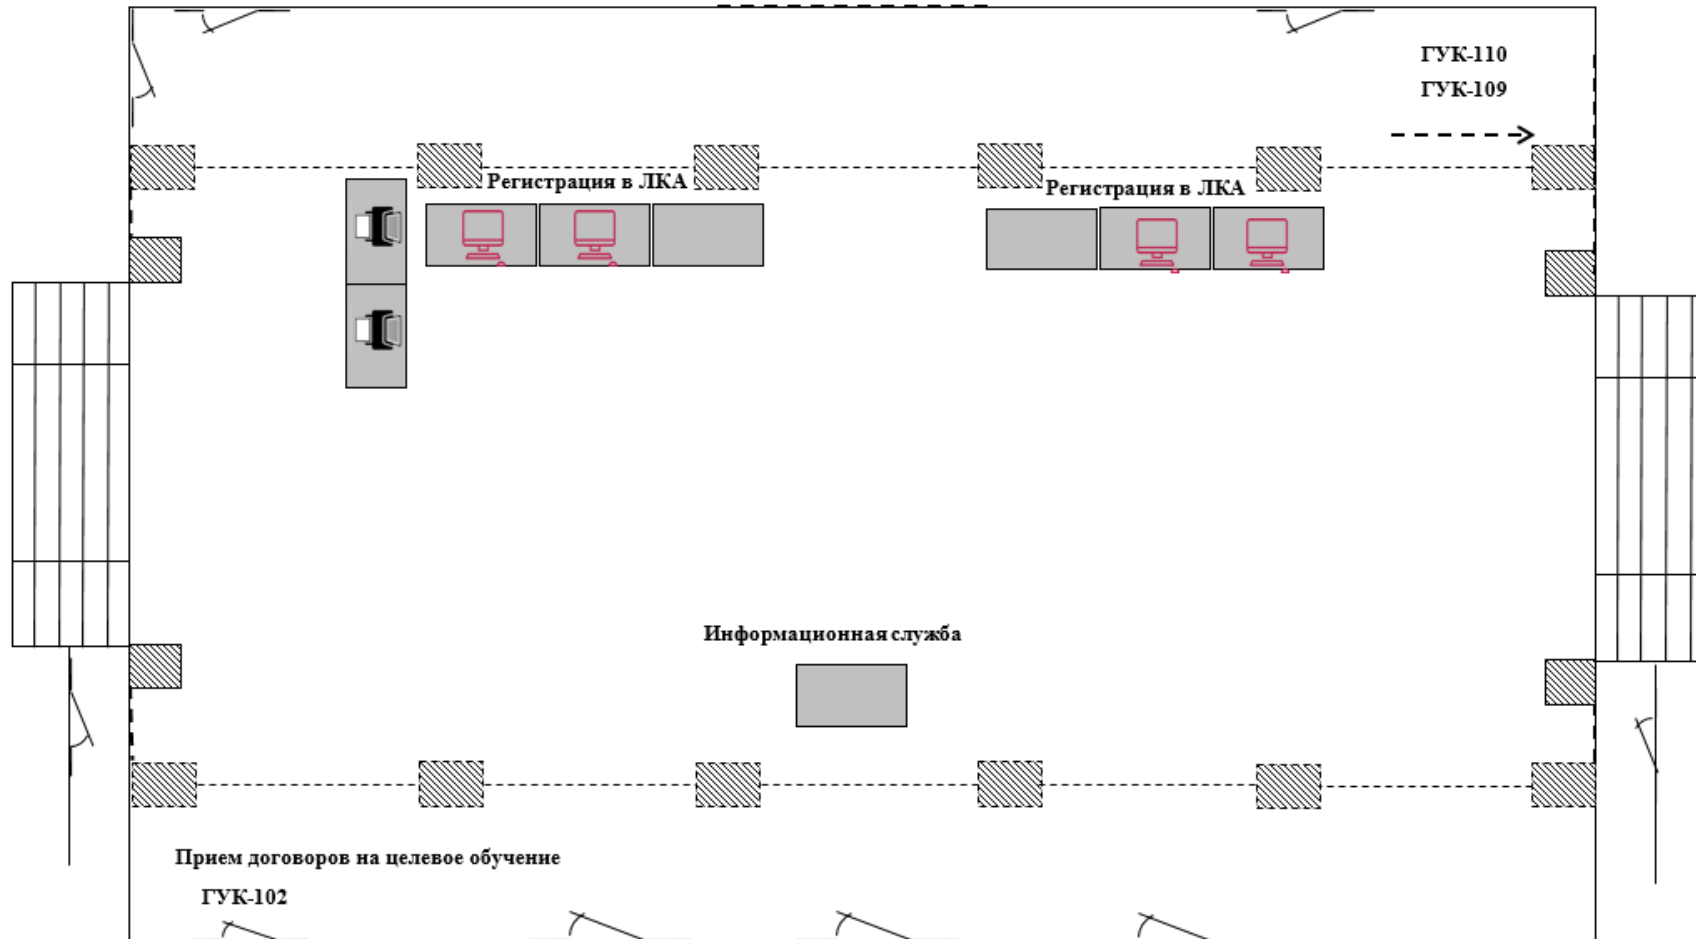 ГУК-110
ГУК-109
Регистрация в ЛКА
Регистрация в ЛКА
Информационная служба
Прием договоров на целевое обучение
ГУК-102